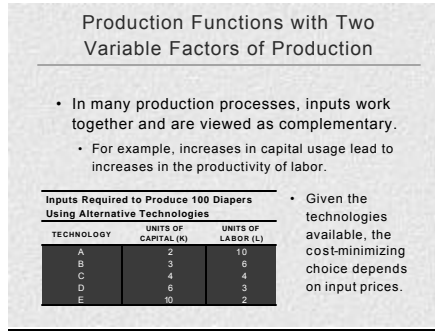 Production Functions with Two
Variable Factors of Production
• In many production processes, inputs work
together and are viewed as complementary.
• For example, increases in capital usage lead to
increases in the productivity of labor.
Inputs Required to Produce 100 Diapers
Using Alternative Technologies
TECHNOLOGY UNITS OF CAPITAL (K) UNITS OF LABOR (L)
A 2 10
B 3 6
C 4 4
D 6 3
E 10 2
• Given the
technologies
available, the
cost-minimizing
choice depends
on input prices.